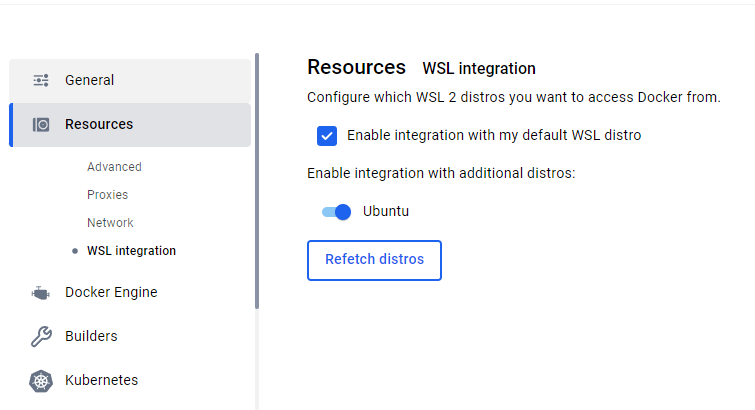 General
Resources
Advanced
Proxies
Network
WSL integration
Docker Engine
Builders
Kubernetes
Resources WSL integration
Configure which WSL 2 distros you want to access Docker from.
Enable integration with my default WSL distro
Enable integration with additional distros:
Ubuntu
Refetch distros